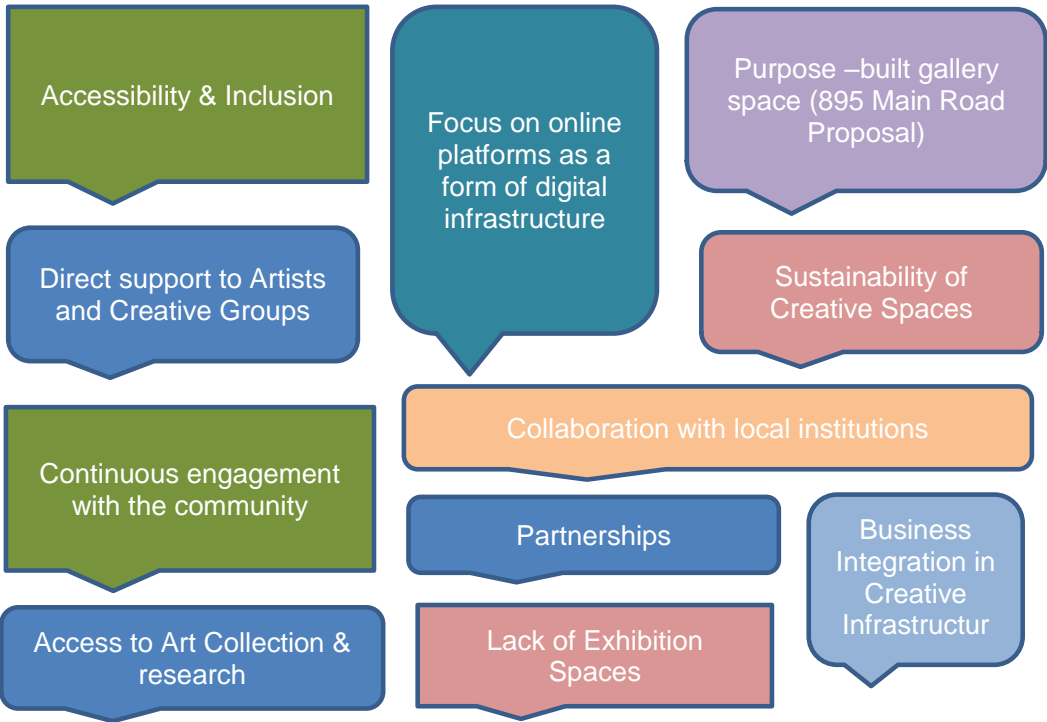 Accessibility & Inclusion
Focus on online
platforms as a
form of digital
infrastructure
Purpose –built gallery
space (895 Main Road
Proposal)
Direct support to Artists
and Creative Groups
Sustainability of
Creative Spaces
Continuous engagement
with the community
Collaboration with local institutions
Partnerships
Business
Integration in
Creative
Infrastructur
Access to Art Collection &
research
Lack of Exhibition
Spaces